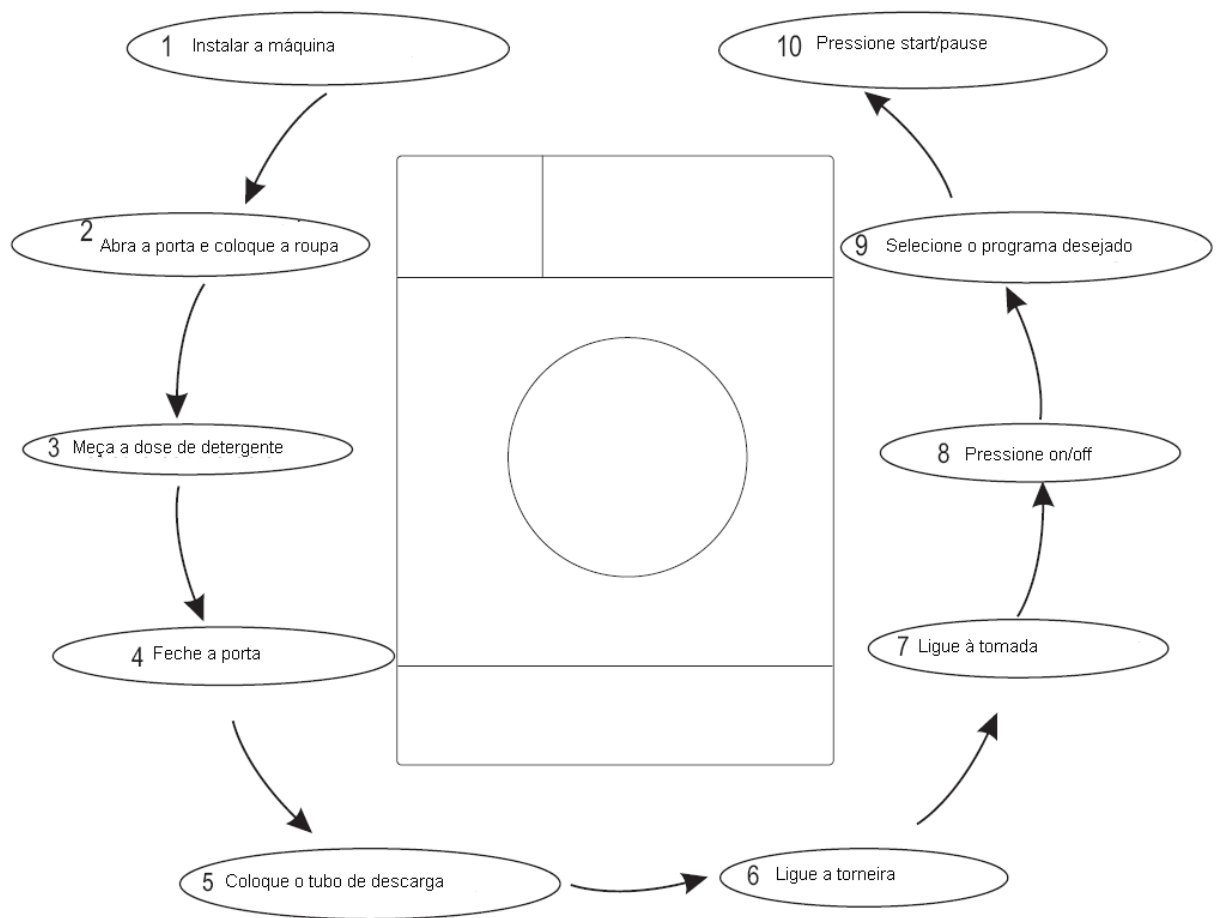 1 Instalar a máquina
2 Abra a porta e coloque a roupa
3 Meça a dose de detergente
4 Feche a porta
5 Coloque o tubo de descarga
6 Ligue a torneira
7 Ligue à tomada
8 Pressione on/off
9 Selecione o programa desejado
10 Pressione start/pause